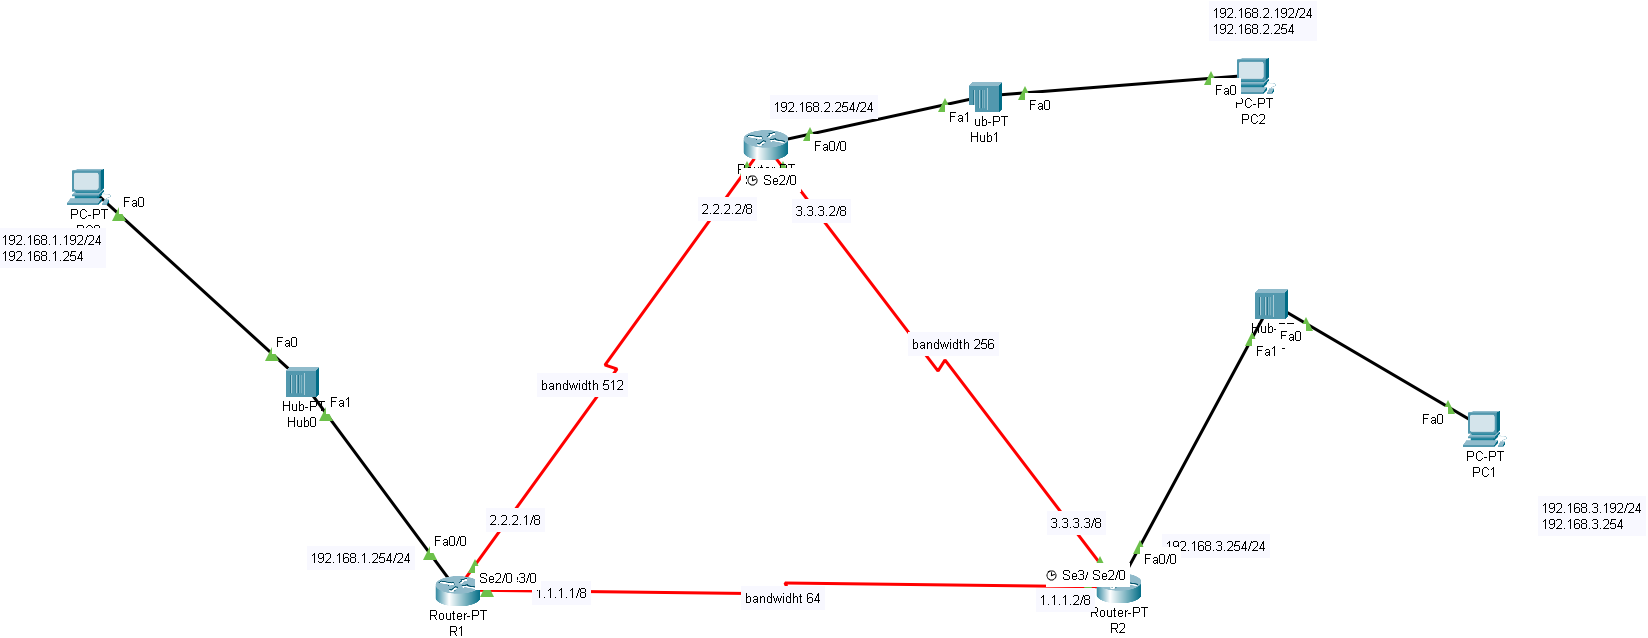 192.168.2.192/24
192.168.2.254
192.168.2.254/24
Fa0
PC-PT
PC2
Fa0
Fa1
ub-PT
Hub1
Fa0/0
Se2/0
2.2.2.2/8
3.3.3.2/8
Fa0
PC-PT
192.168.1.192/24
192.168.1.254
Fa0
Hub-PT
Hub0
Fa1
bandwidth 512
bandwidth 256
Hub-
Fa0
Fa1
Fa0
PC-PT
PC1
192.168.3.192/24
192.168.3.254
2.2.2.1/8
3.3.3.3/8
Fa0/0
192.168.1.254/24
192.168.3.254/24
Fa0/0
Se2/0
3/0
1.1.1.1/8
Router-PT
R1
bandwidht 64
Se3/
Se2/0
1.1.1.2/8
Router-PT
R2